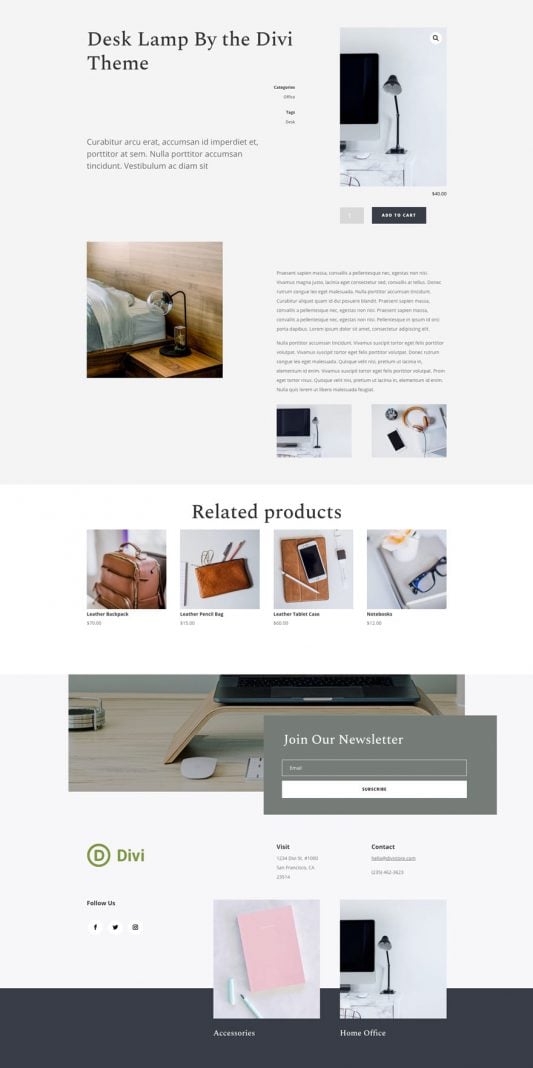 Desk Lamp By the Divi
Theme
Categories
Office
Tags
Desk
Curabitur arcu erat, accumsan id imperdiet et,
porttitor at sem. Nulla porttitor accumsan
tincidunt. Vestibulum ac diam sit
$40.00
1
ADD TO CART
Praesent sapien massa, convallis a pellentesque nec, egestas non nisi.
Vivamus magna justo, lacinia eget consectetur sed, convallis at tellus. Donec
rutrum congue leo eget malesuada. Nulla porttitor accumsan tincidunt.
Curabitur aliquet quam id dui posuere blandit. Praesent sapien massa,
convallis a pellentesque nec, egestas non nisi. Praesent sapien massa,
convallis a pellentesque nec, egestas non nisi. Pellentesque in ipsum id orci
porta dapibus. Lorem ipsum dolor sit amet, consectetur adipiscing elit.
Nulla porttitor accumsan tincidunt. Vivamus suscipit tortor eget felis porttitor
volutpat. Vivamus suscipit tortor eget felis porttitor volutpat. Donec rutrum
congue leo eget malesuada. Quisque velit nisi, pretium ut lacinia in,
elementum id enim. Vivamus suscipit tortor eget felis porttitor volutpat. Proin
eget tortor risus. Quisque velit nisi, pretium ut lacinia in, elementum id enim.
Nulla quis lorem ut libero malesuada feugiat.
Related products
Leather Backpack
$70.00
Leather Pencil Bag
$15.00
Leather Tablet Case
$60.00
Notebooks
$12.00
Join Our Newsletter
Email
SUBSCRIBE
D Divi
Visit
1234 Divi St. #1000
San Francisco, CA
23514
Contact
hello@divistore.com
(235) 462-3623
Follow Us
Accessories
Home Office